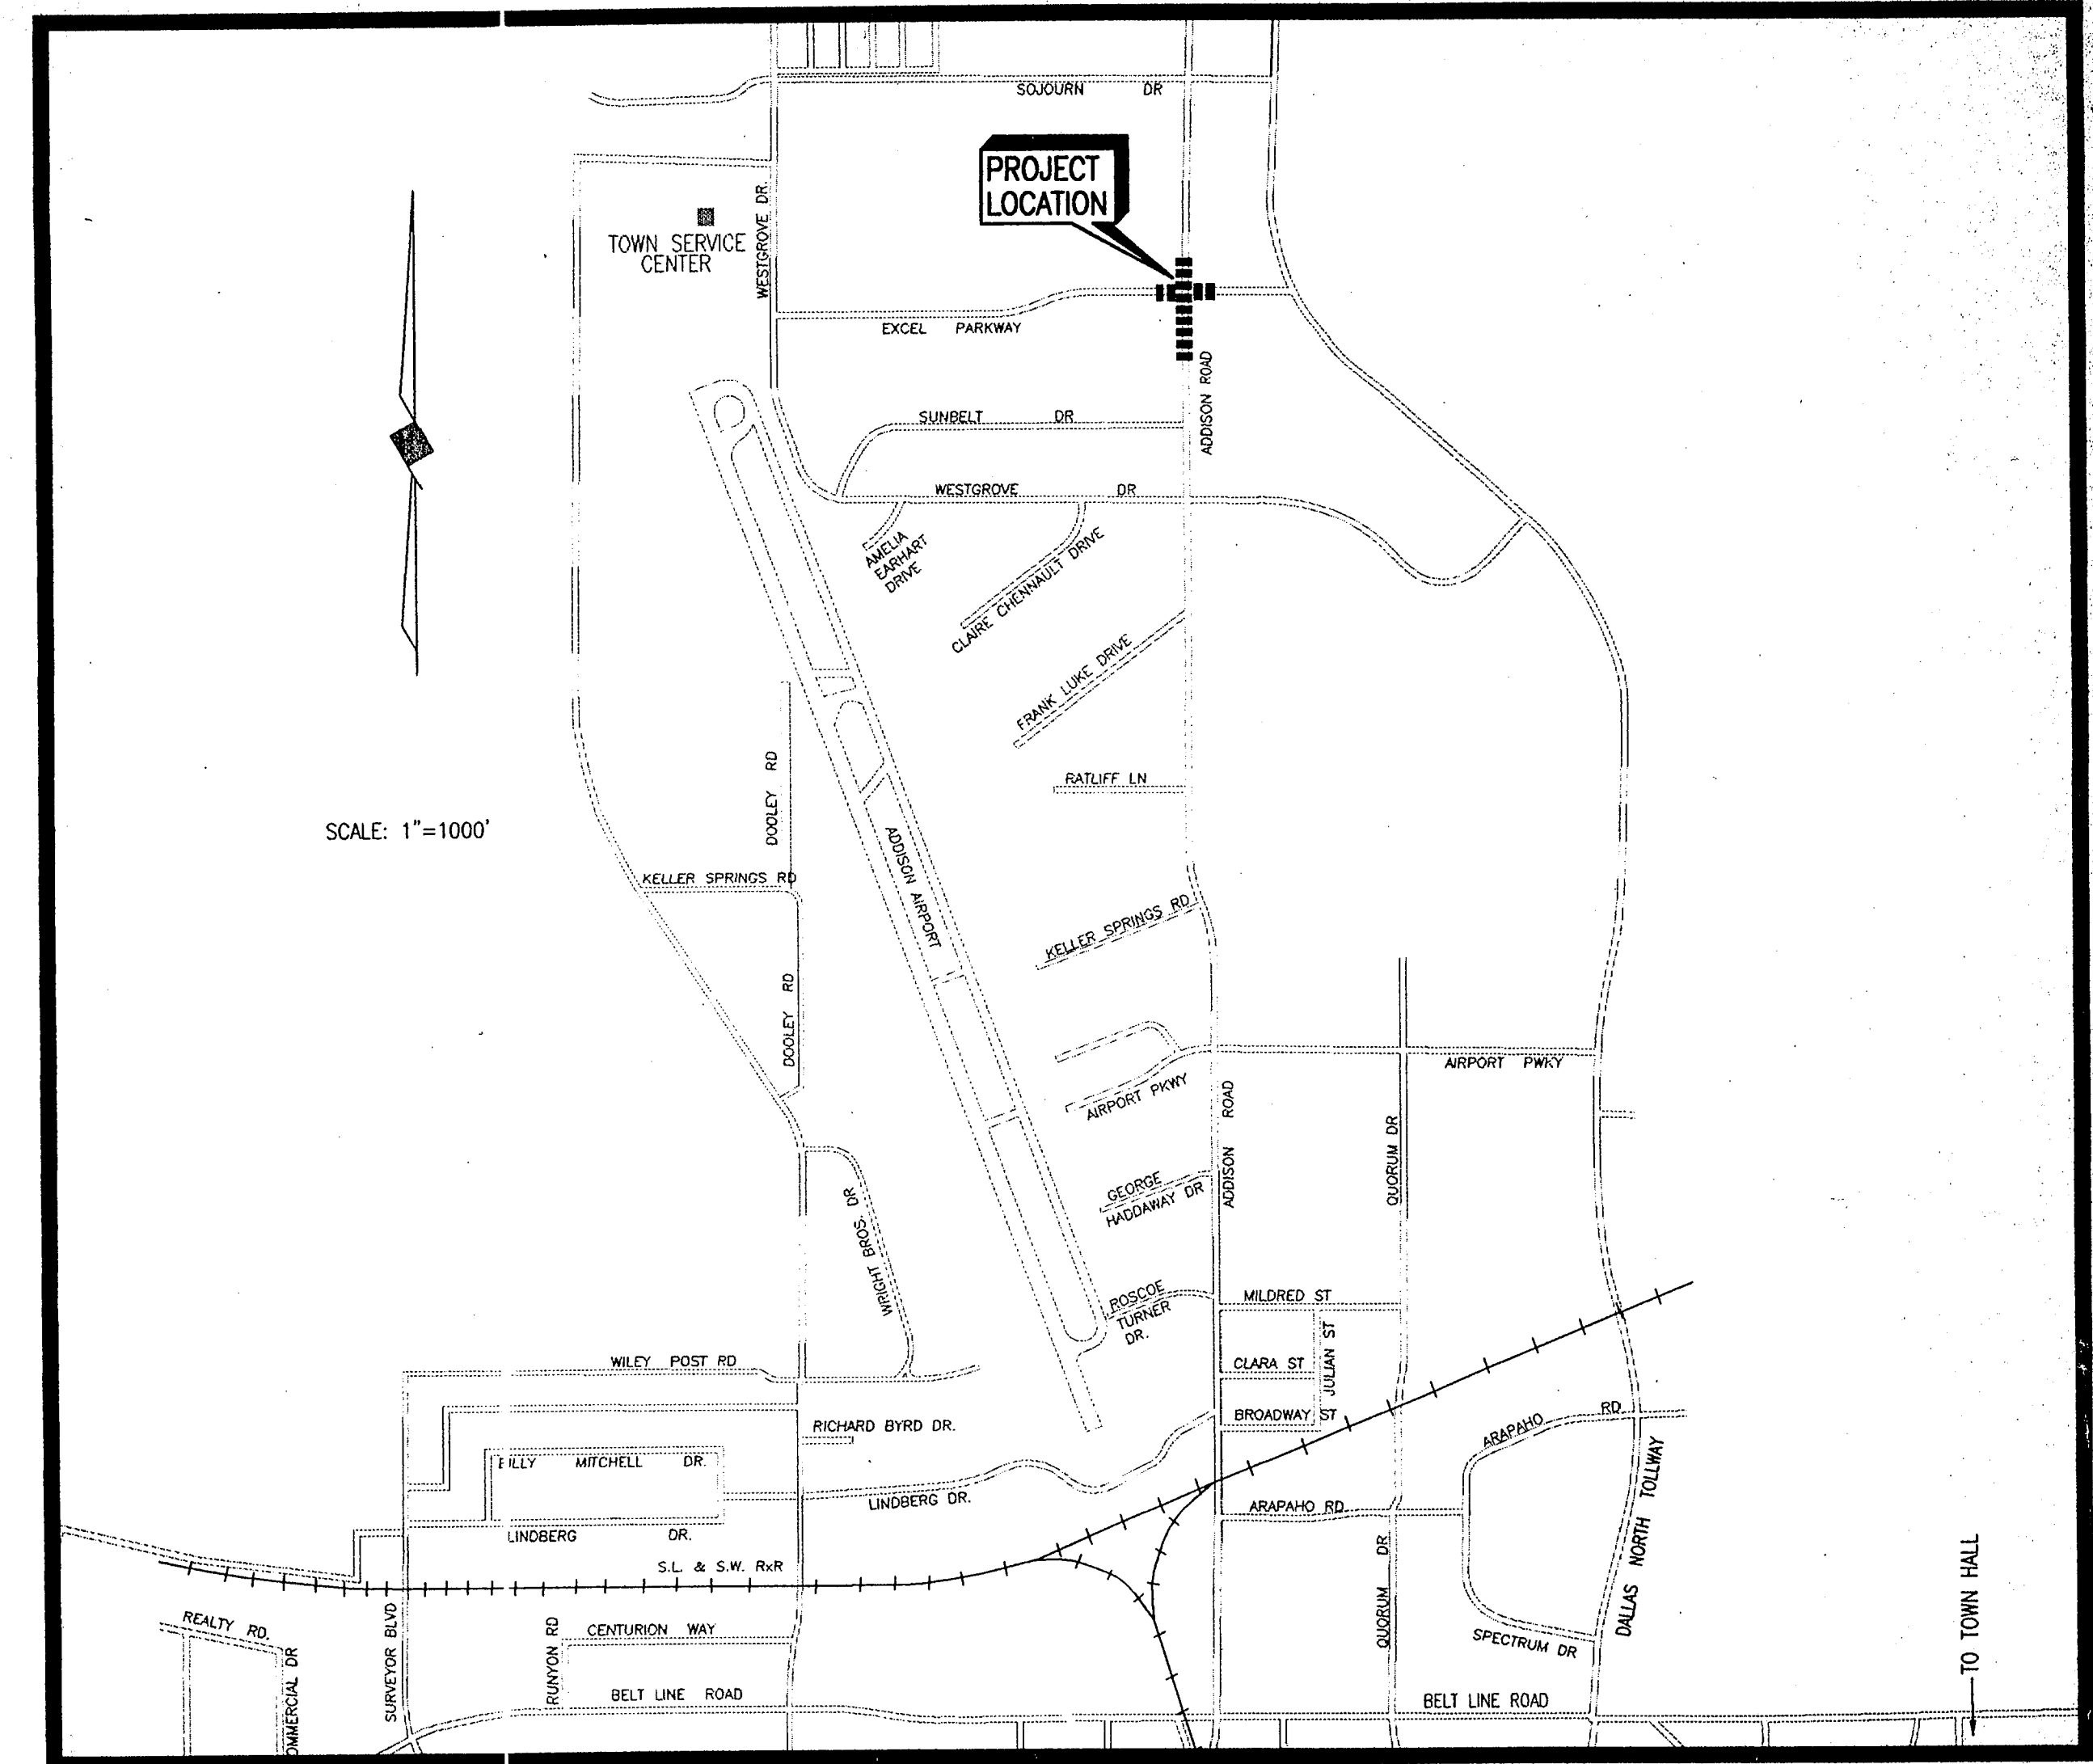 SOJOURN DR
PROJECT
LOCATION
WESTGROVE DR.
TOWN SERVICE
CENTER
EXCEL PARKWAY
ADDISON ROAD
SUNBELT DR
WESTGROVE DR
AMELIA
EARHART
DRIVE
CLAIRE CHENNAULT DRIVE
FRANK LUKE DRIVE
RATLIFF LN
DOOLEY RD
SCALE: 1"=1000'
ADDISON AIRPORT
KELLER SPRINGS RD
KELLER SPRINGS RD
DOOLEY RD
AIRPORT PWKY
AIRPORT PKWY
ADDISON ROAD
QUORUM DR
GEORGE
HADDAWAY DR
WRIGHT BROS. DR
ROSCOE
TURNER
DR.
MILDRED ST
JULIAN ST
CLARA ST
WILEY POST RD
BROADWAY ST
RICHARD BYRD DR.
ARAPAHO RD
BILLY MITCHELL DR.
DALLAS NORTH TOLLWAY
LINDBERG DR.
ARAPAHO RD.
LINDBERG DR.
S.L. & S.W. RxR
QUORUM DR
TO TOWN HALL
REALTY RD.
SURVEYOR BLVD
RUNYON RD
CENTURION WAY
SPECTRUM DR
OMMERCIAL DR
BELT LINE ROAD
BELT LINE ROAD